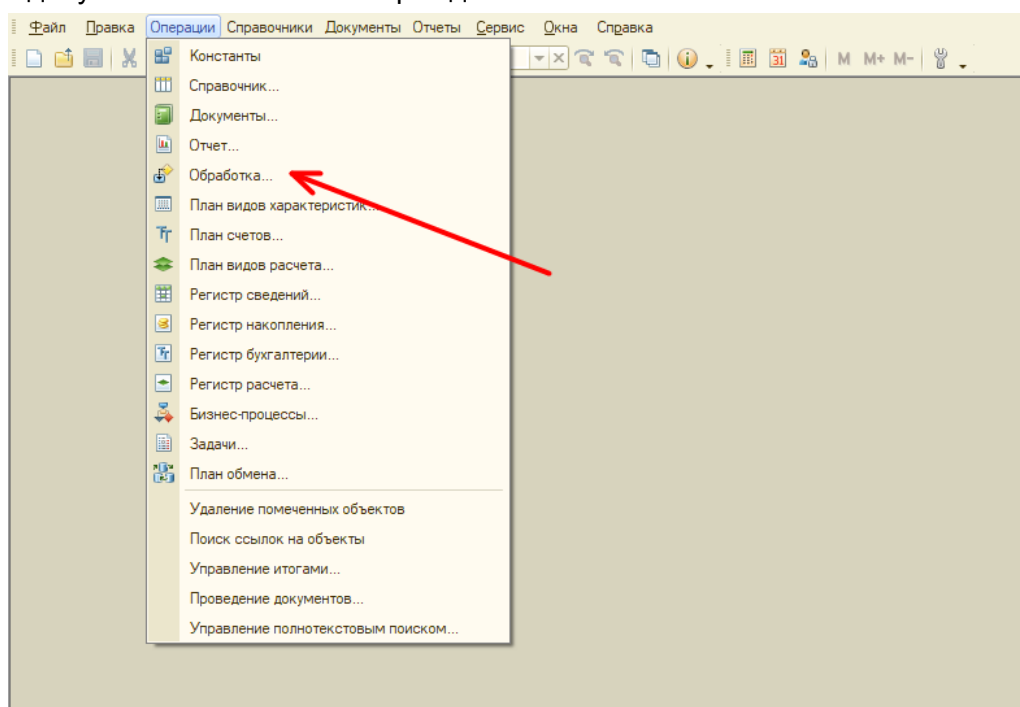 Файл Правка Операции Справочники Документы Отчеты Сервис Окна Справка
31 M M+ M-
Константы
Справочник...
Документы...
Отчет...
Обработка...
План видов характеристик...
План счетов...
План видов расчета...
Регистр сведений...
Регистр накопления...
Регистр бухгалтерии...
Регистр расчета...
Бизнес-процессы...
Задачи...
План обмена...
Удаление помеченных объектов
Поиск ссылок на объекты
Управление итогами...
Проведение документов...
Управление полнотекстовым поиском...